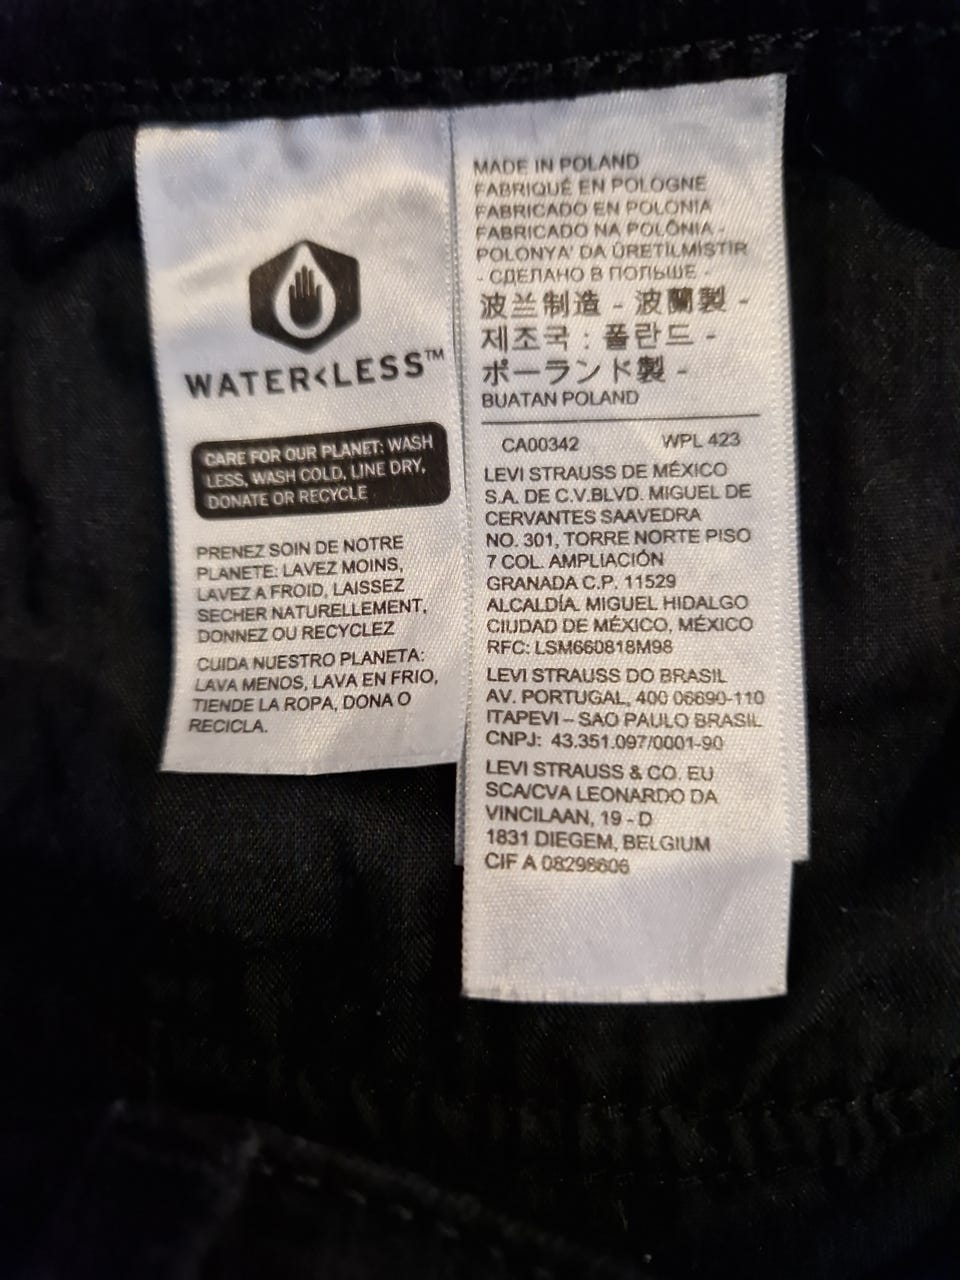 WATER<LESS™
CARE FOR OUR PLANET: WASH
LESS, WASH COLD, LINE DRY,
DONATE OR RECYCLE
PRENEZ SOIN DE NOTRE
PLANETE: LAVEZ MOINS,
LAVEZ A FROID, LAISSEZ
SECHER NATURELLEMENT,
DONNEZ OU RECYCLEZ
CUIDA NUESTRO PLANETA:
LAVA MENOS, LAVA EN FRIO,
TIENDE LA ROPA, DONA O
RECICLA.
MADE IN POLAND
FABRIQUÉ EN POLOGNE
FABRICADO EN POLONIA
FABRICADO NA POLÔNIA -
POLONYA' DA ÜRETİLMİSTİR
- СДЕЛАНО В ПОЛЬШЕ -
波兰制造 - 波蘭製 -
제조국 : 폴란드 -
ポーランド製 -
BUATAN POLAND
CA00342 WPL 423
LEVI STRAUSS DE MÉXICO
S.A. DE C.V.BLVD. MIGUEL DE
CERVANTES SAAVEDRA
NO. 301, TORRE NORTE PISO
7 COL. AMPLIACIÓN
GRANADA C.P. 11529
ALCALDÍA. MIGUEL HIDALGO
CIUDAD DE MÉXICO, MÉXICO
RFC: LSM660818M98
LEVI STRAUSS DO BRASIL
AV. PORTUGAL, 400 06690-110
ITAPEVI – SAO PAULO BRASIL
CNPJ: 43.351.097/0001-90
LEVI STRAUSS & CO. EU
SCA/CVA LEONARDO DA
VINCILAAN, 19 - D
1831 DIEGEM, BELGIUM
CIF A 08298606